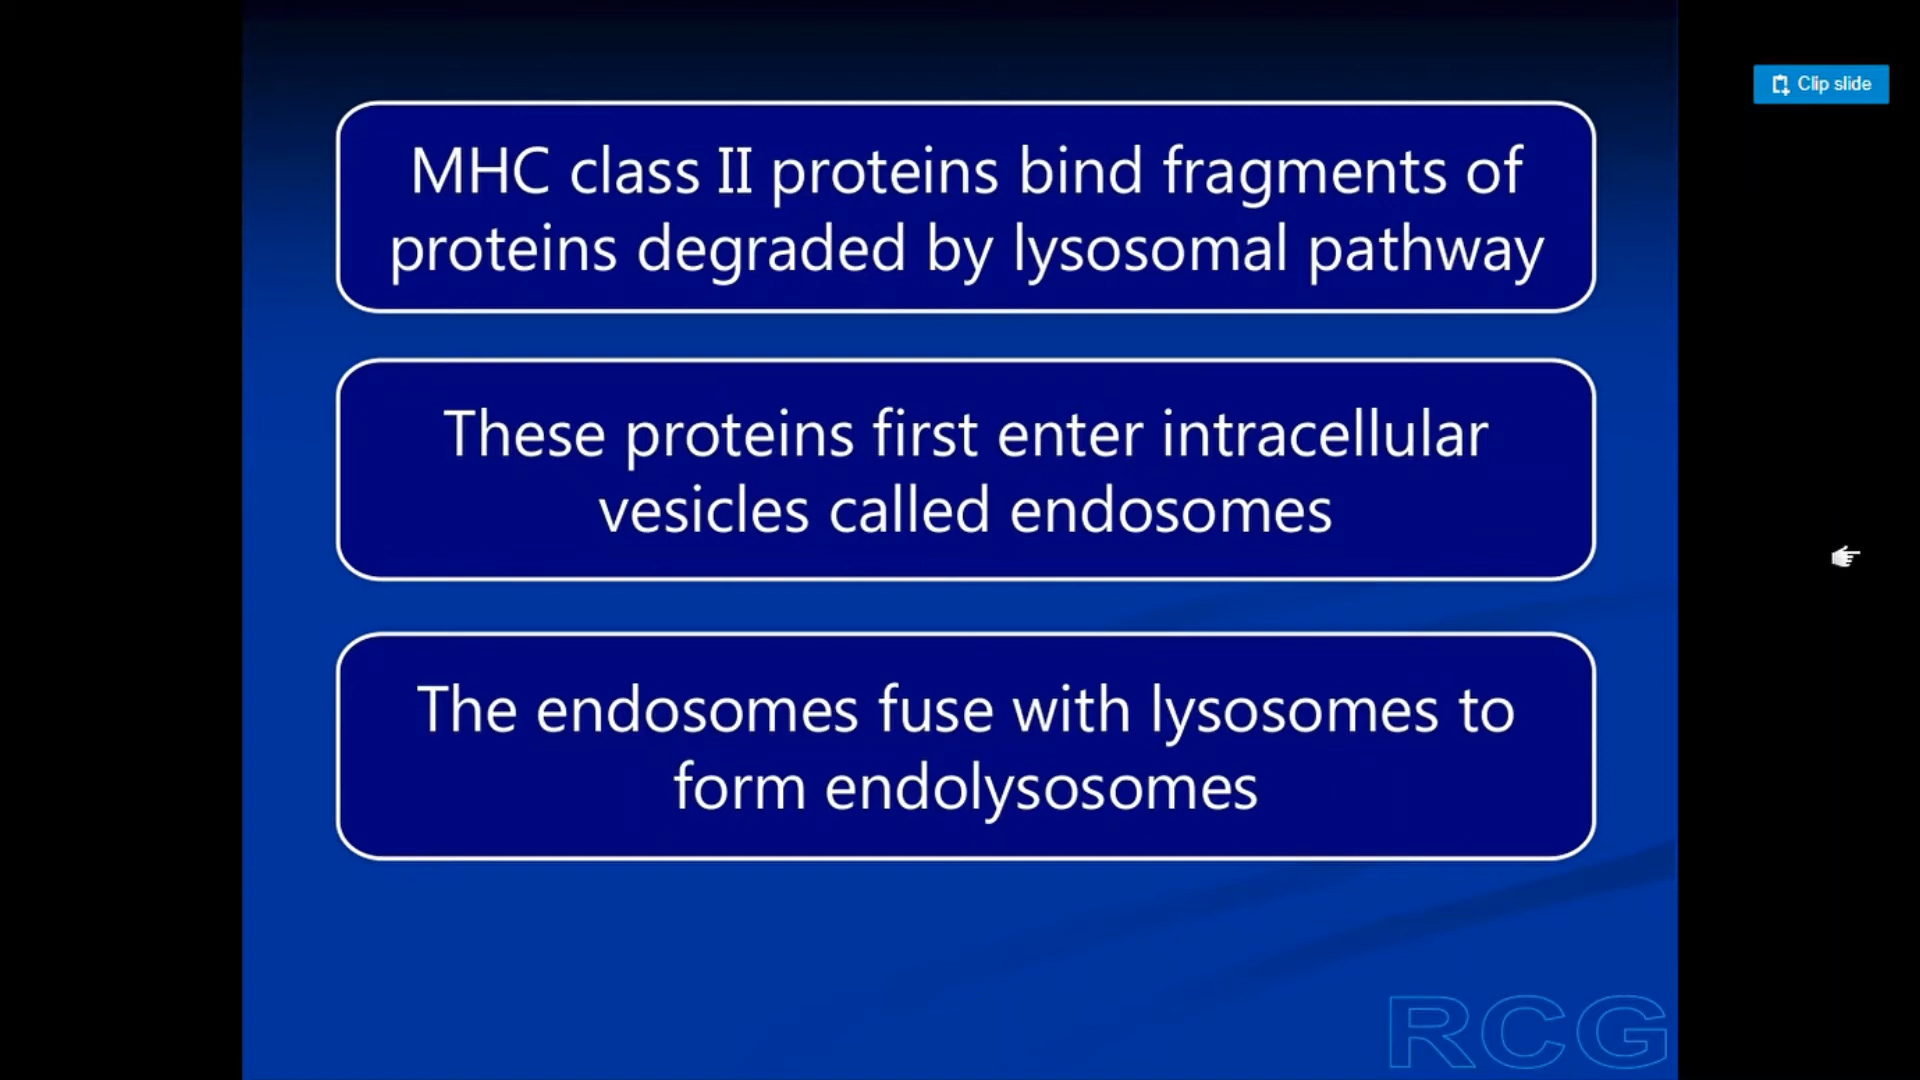 Clip slide
MHC class II proteins bind fragments of
proteins degraded by lysosomal pathway
These proteins first enter intracellular
vesicles called endosomes
The endosomes fuse with lysosomes to
form endolysosomes
RCG